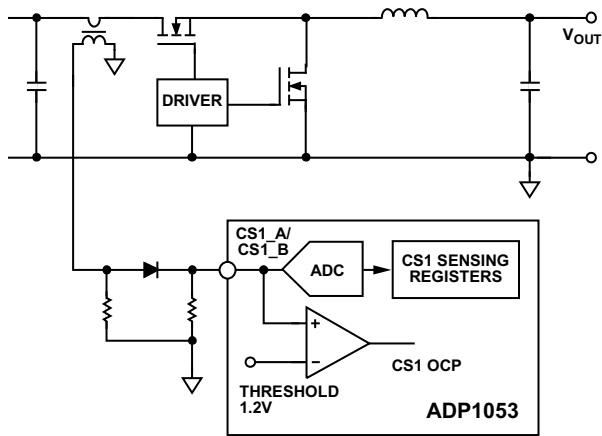 VOUT
DRIVER
CS1_A/
CS1_B
ADC
CS1 SENSING
REGISTERS
+
–
CS1 OCP
THRESHOLD
1.2V
ADP1053